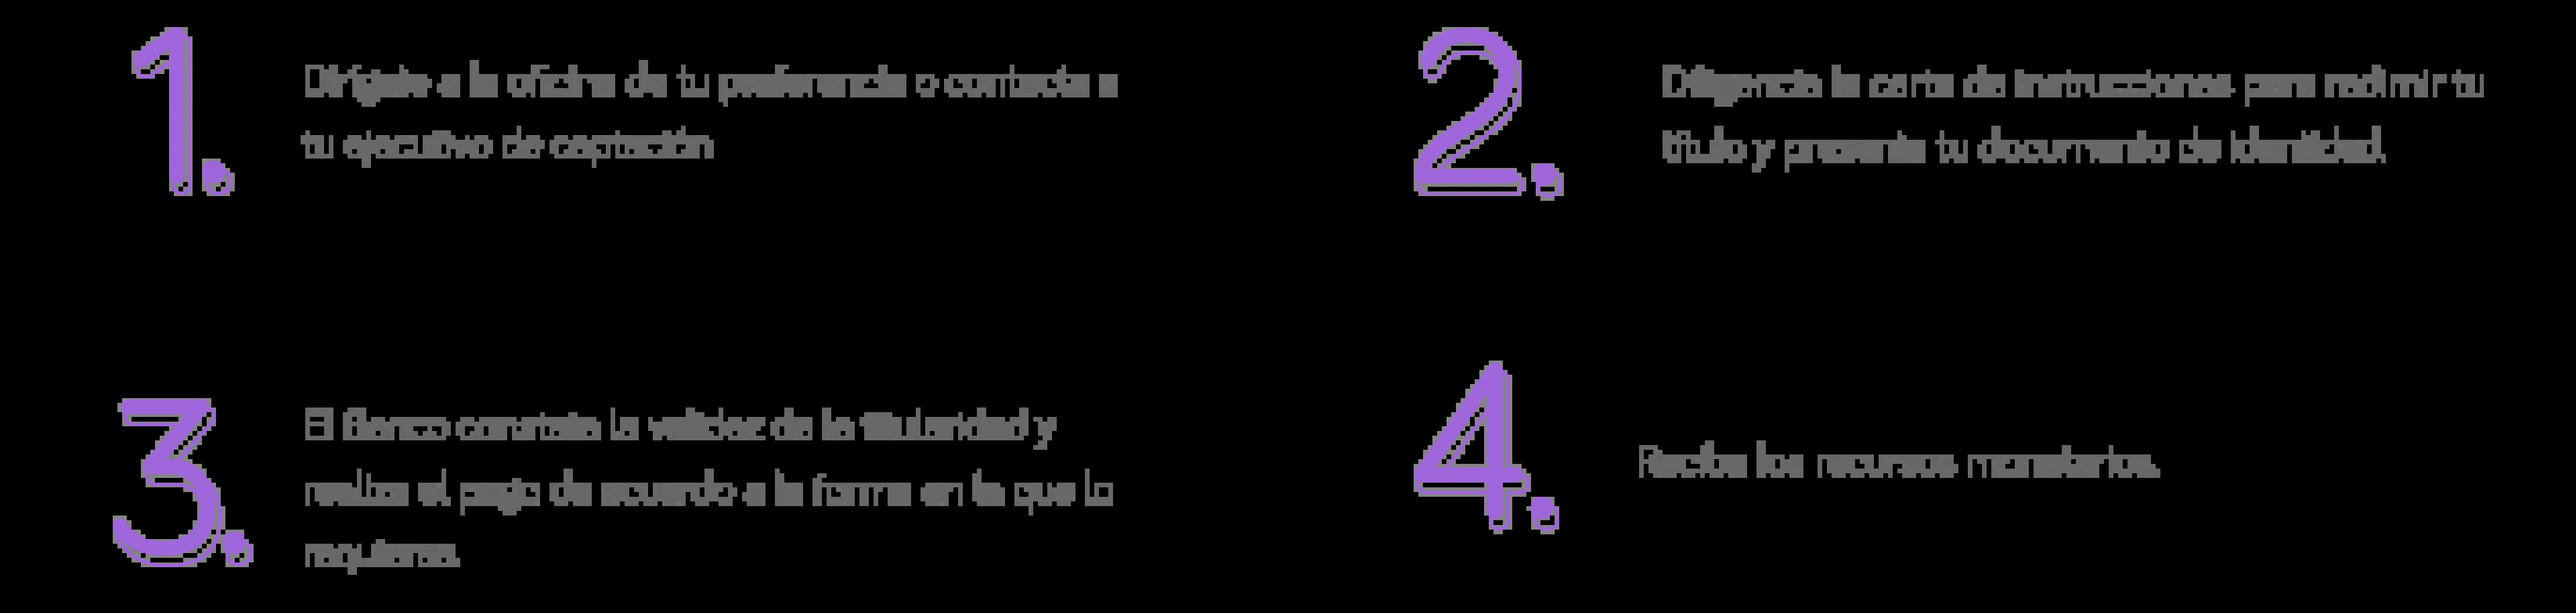 1.
Dirígete a la oficina de tu preferencia o contacta a
tu ejecutivo de captación
2.
Diligencia la carta de instrucciones para redimir tu
título y presenta tu documento de identidad.
3.
El Banco constata la validez de la titularidad y
realiza el pago de acuerdo a la forma en la que lo
requieras.
4.
Recibe los recursos monetarios.